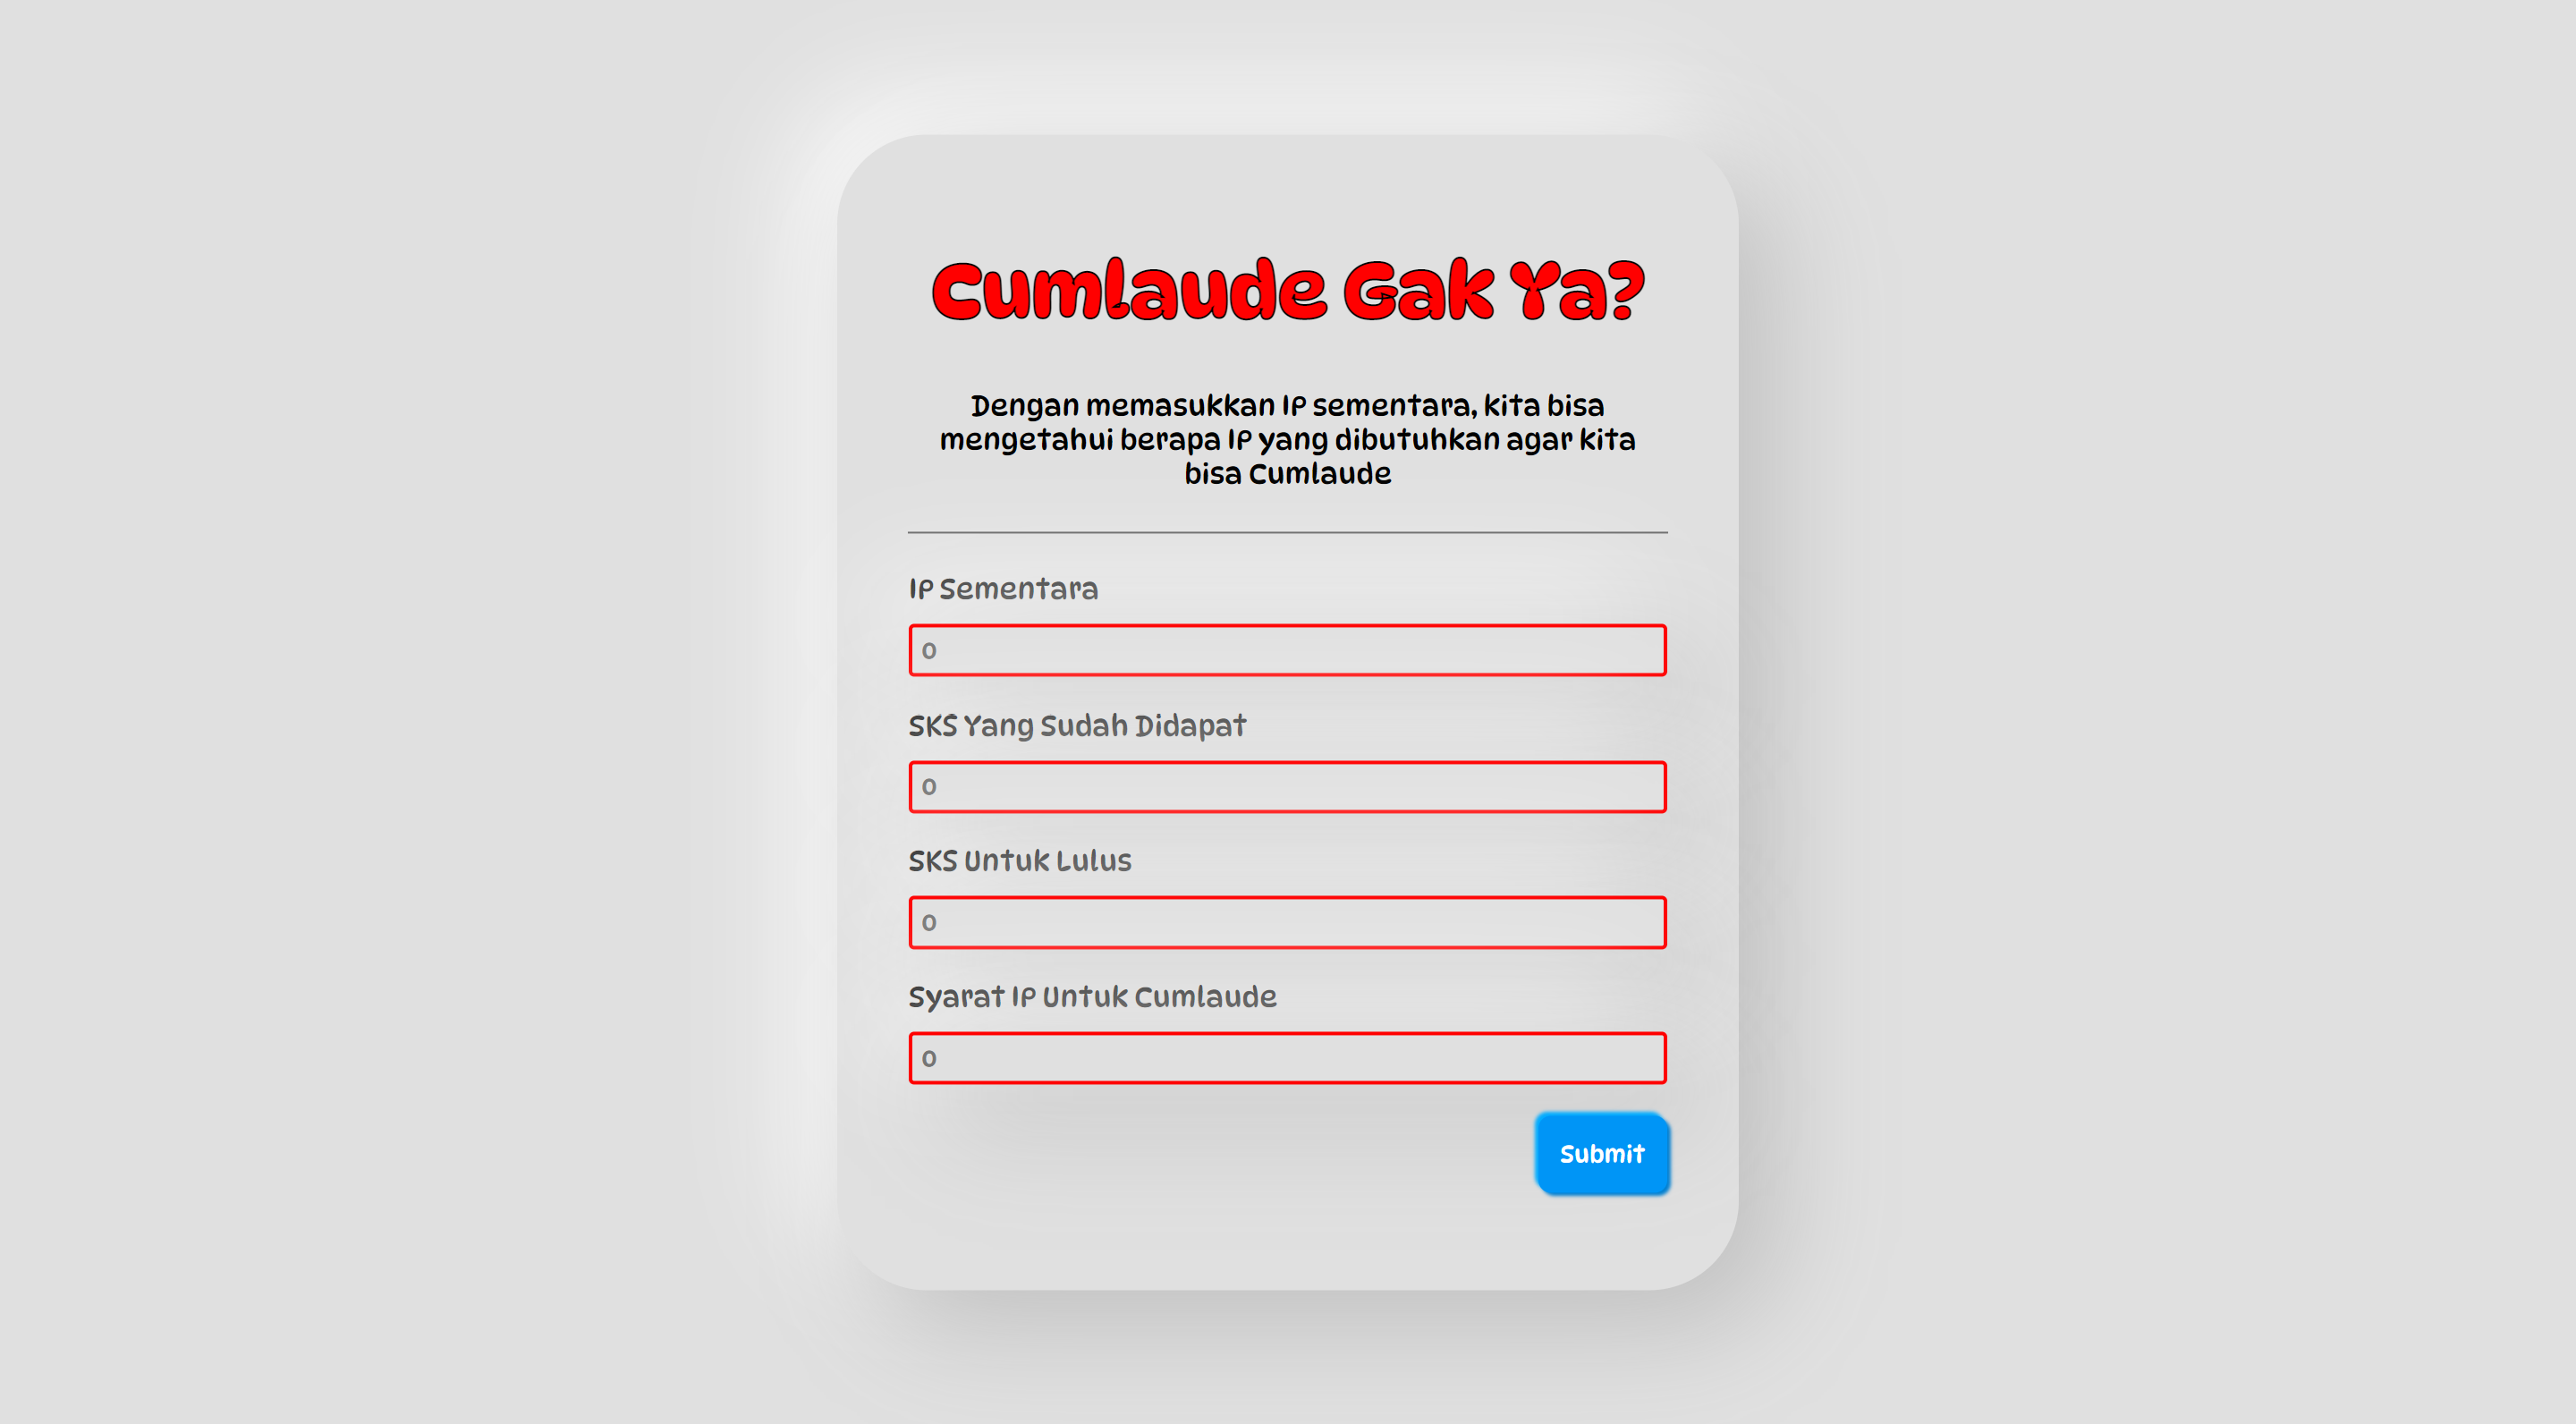 Cumlaude Gak Ya?
Dengan memasukkan IP sementara, kita bisa
mengetahui berapa IP yang dibutuhkan agar kita
bisa Cumlaude
IP Sementara
0
SKS Yang Sudah Didapat
0
SKS Untuk Lulus
0
Syarat IP Untuk Cumlaude
0
Submit